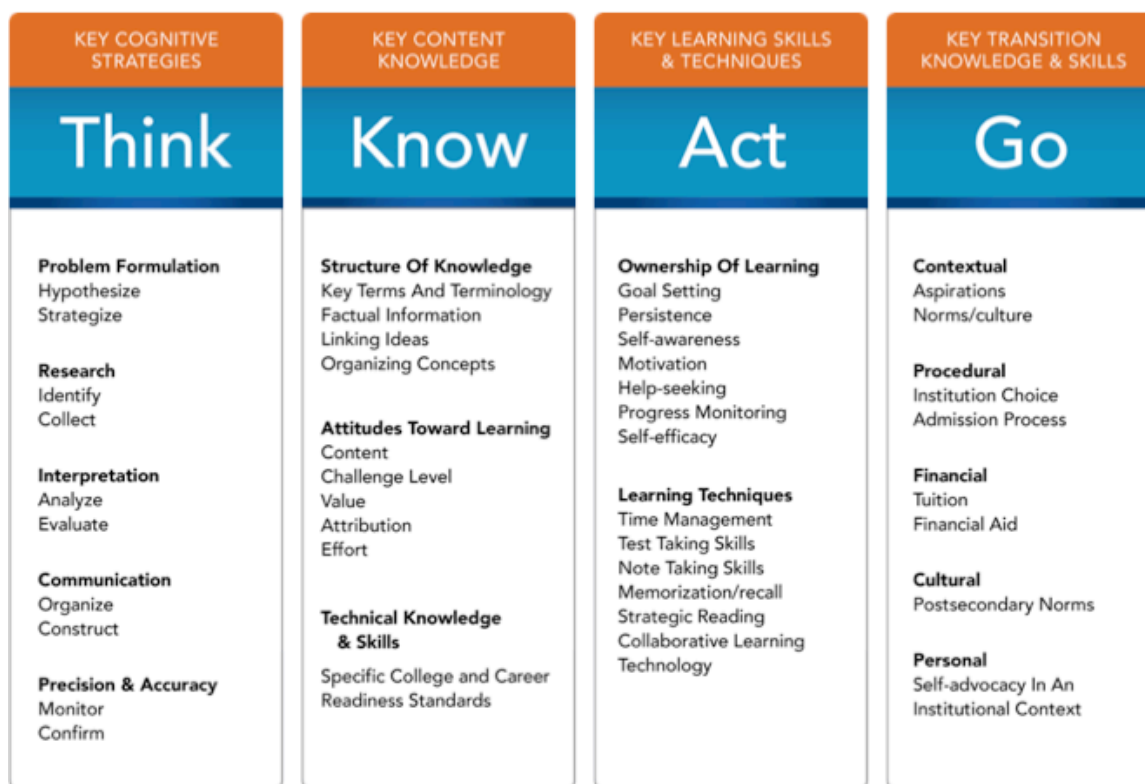 KEY COGNITIVE
STRATEGIES
Think
Problem Formulation
Hypothesize
Strategize
Research
Identify
Collect
Interpretation
Analyze
Evaluate
Communication
Organize
Construct
Precision & Accuracy
Monitor
Confirm
KEY CONTENT
KNOWLEDGE
Know
Structure Of Knowledge
Key Terms And Terminology
Factual Information
Linking Ideas
Organizing Concepts
Attitudes Toward Learning
Content
Challenge Level
Value
Attribution
Effort
Technical Knowledge
& Skills
Specific College and Career
Readiness Standards
KEY LEARNING SKILLS
& TECHNIQUES
Act
Ownership Of Learning
Goal Setting
Persistence
Self-awareness
Motivation
Help-seeking
Progress Monitoring
Self-efficacy
Learning Techniques
Time Management
Test Taking Skills
Note Taking Skills
Memorization/recall
Strategic Reading
Collaborative Learning
Technology
KEY TRANSITION
KNOWLEDGE & SKILLS
Go
Contextual
Aspirations
Norms/culture
Procedural
Institution Choice
Admission Process
Financial
Tuition
Financial Aid
Cultural
Postsecondary Norms
Personal
Self-advocacy In An
Institutional Context